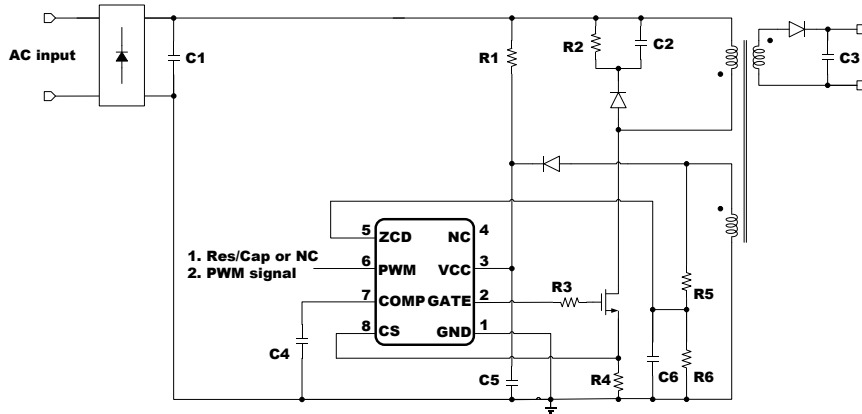 AC input
C1
R1
R2
C2
C3
5 ZCD
NC 4
1. Res/Cap or NC
2. PWM signal
6 PWM
VCC 3
7 COMP
GATE 2
8 CS
GND 1
R3
R5
C4
C5
R4
C6
R6